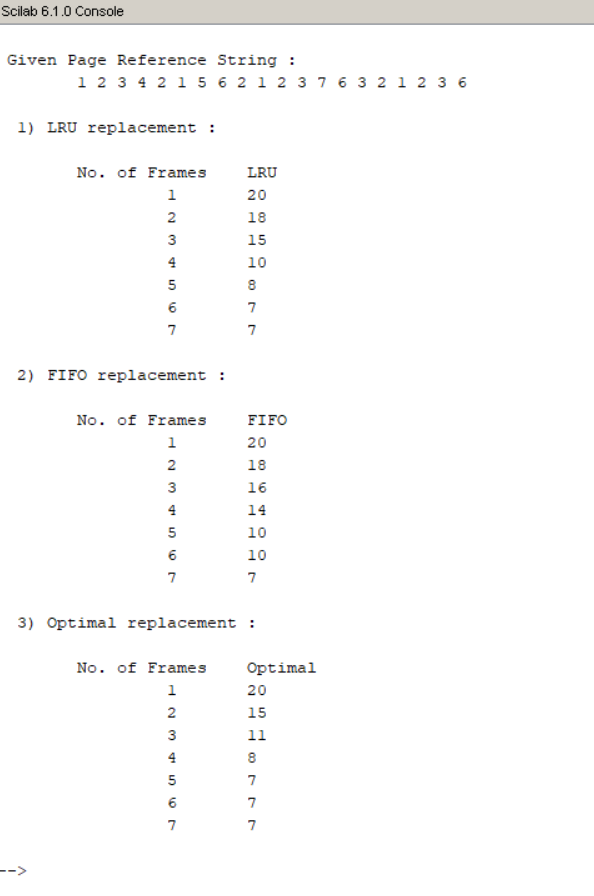 Scilab 6.1.0 Console
Given Page Reference String :
1 2 3 4 2 1 5 6 2 1 2 3 7 6 3 2 1 2 3 6
1) LRU replacement :
No. of Frames LRU
1 20
2 18
3 15
4 10
5 8
6 7
7 7
2) FIFO replacement :
No. of Frames FIFO
1 20
2 18
3 16
4 14
5 10
6 10
7 7
3) Optimal replacement :
No. of Frames Optimal
1 20
2 15
3 11
4 8
5 7
6 7
7 7
-->